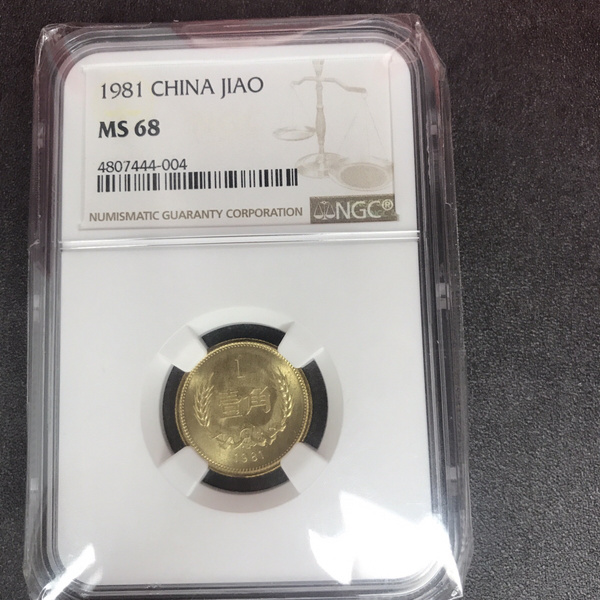 1981 CHINA JIAO
MS 68
4807444-004
NUMISMATIC GUARANTY CORPORATION
NGC®
1
壹角
1981